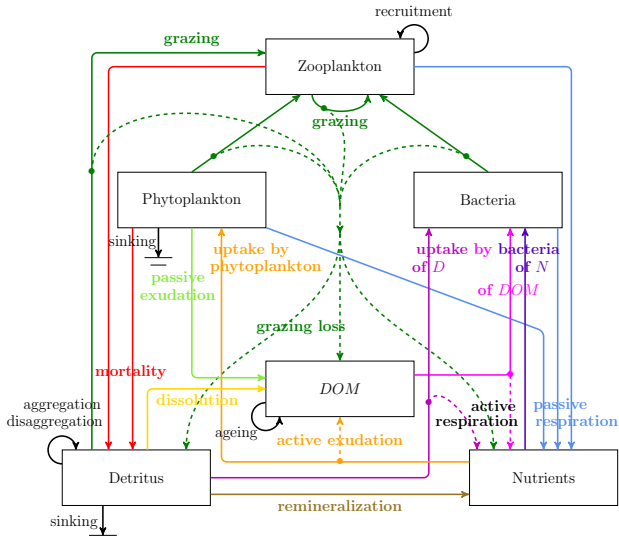 recruitment
grazing
Zooplankton
grazing
Phytoplankton
Bacteria
sinking
uptake by
phytoplankton
uptake by bacteria
of D
of N
passive
exudation
of DOM
grazing loss
mortality
DOM
dissolution
aggregation
disaggregation
ageing
active exudation
active
respiration
passive
respiration
Detritus
Nutrients
remineralization
sinking